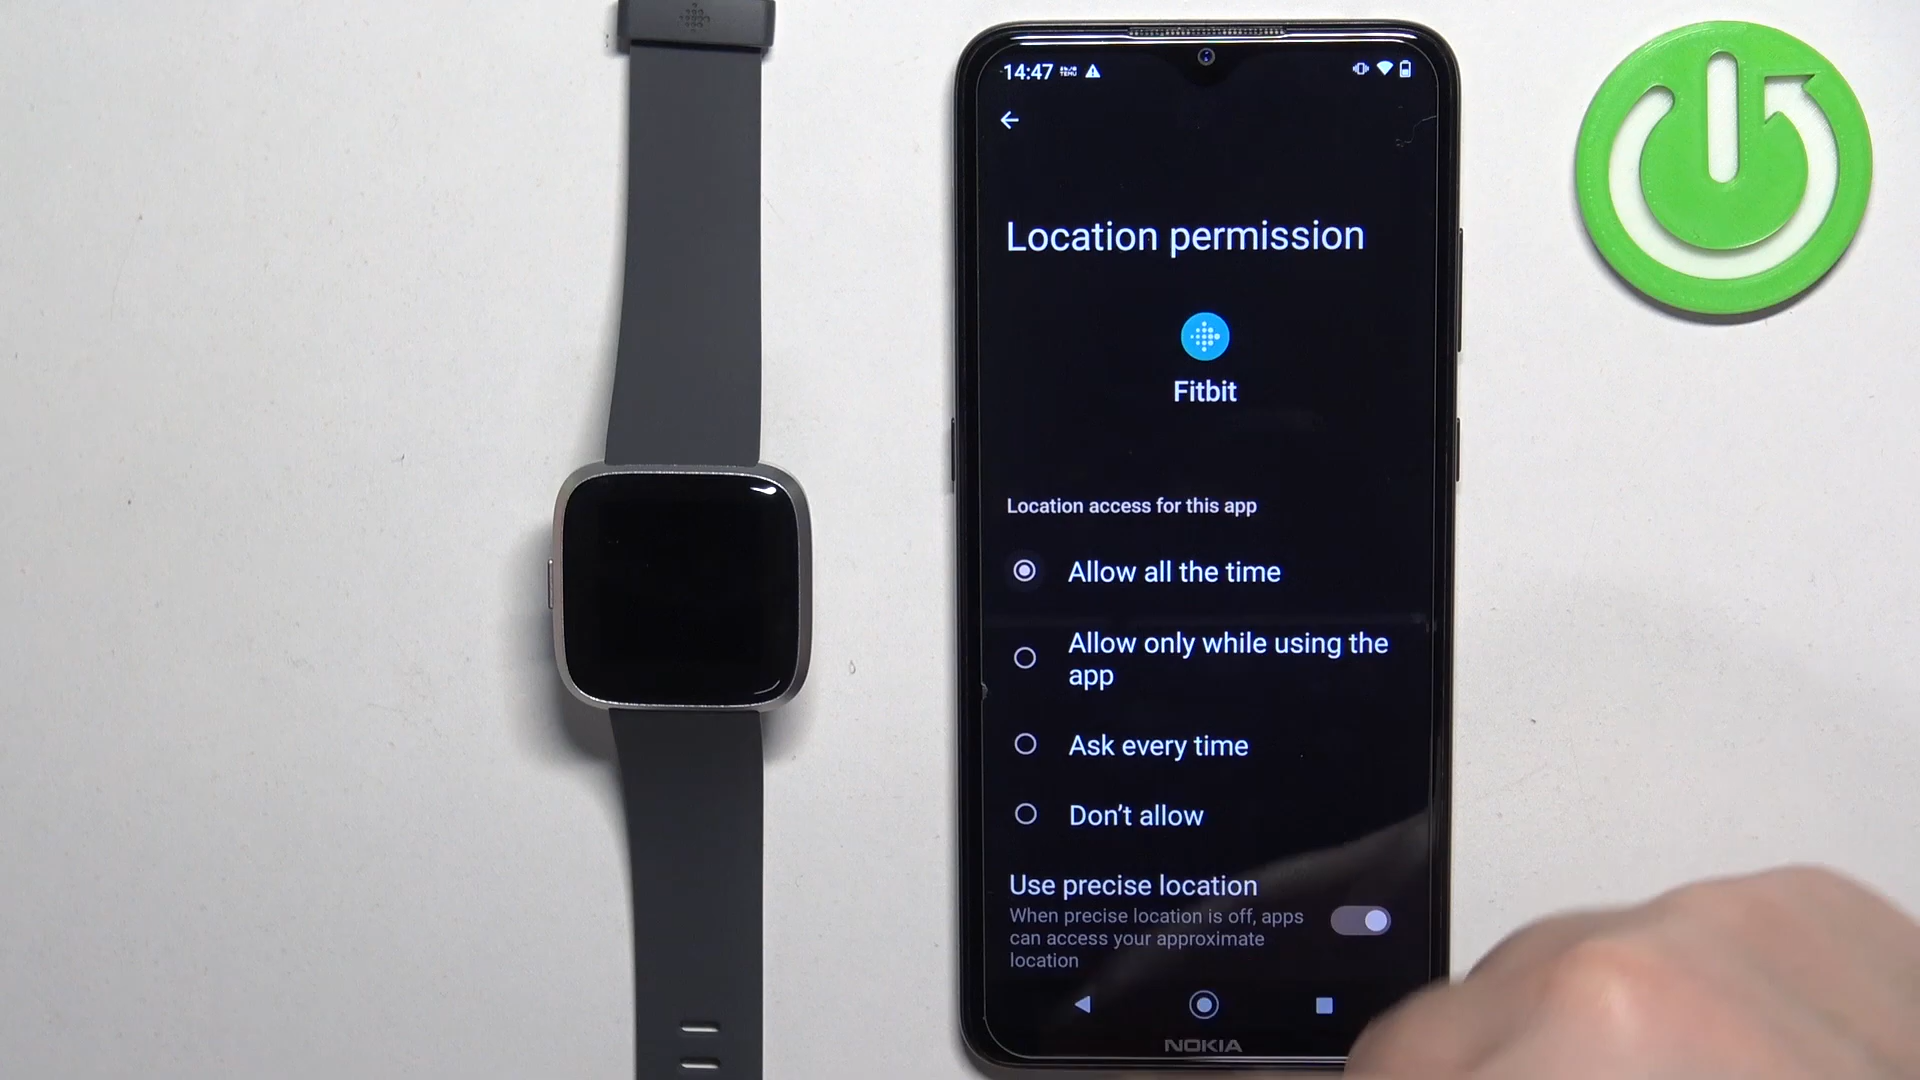 14:47
Location permission
Fitbit
Location access for this app
Allow all the time
Allow only while using the
app
Ask every time
Don't allow
Use precise location
When precise location is off, apps
can access your approximate
location
NOKIA